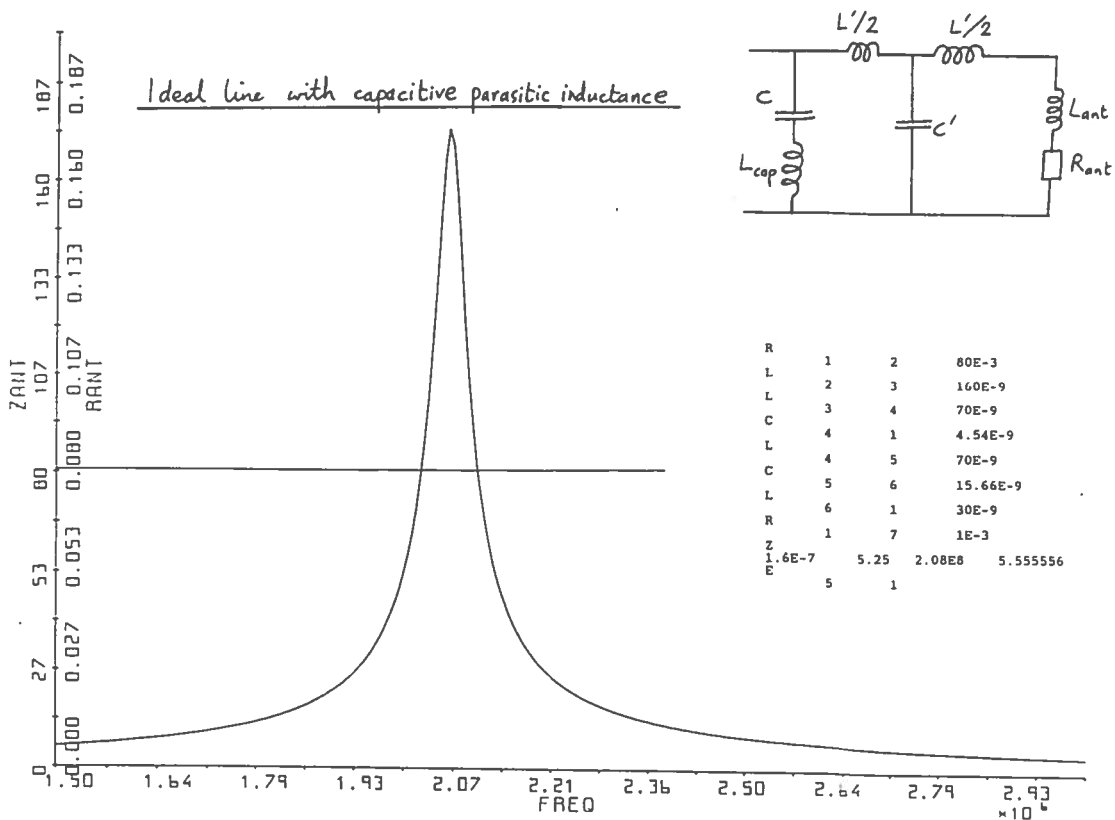 L'/2 L'/2
Ideal line with capacitive parasitic inductance
C
C'
Lcap
Lant
Rant
ZANT
RANT
187 0.187
160 0.160
133 0.133
107 0.107
80 0.080
53 0.053
27 0.027
0 0.000
R 1 2 80E-3
L 2 3 160E-9
L 3 4 70E-9
C 4 1 4.54E-9
L 4 5 70E-9
C 5 6 15.66E-9
L 6 1 30E-9
R 1 7 1E-3
Z
1.6E-7 5.25 2.08E8 5.555556
E
5 1
1.50 1.64 1.79 1.93 2.07 2.21 2.36 2.50 2.64 2.79 2.93
FREQ
×10⁶